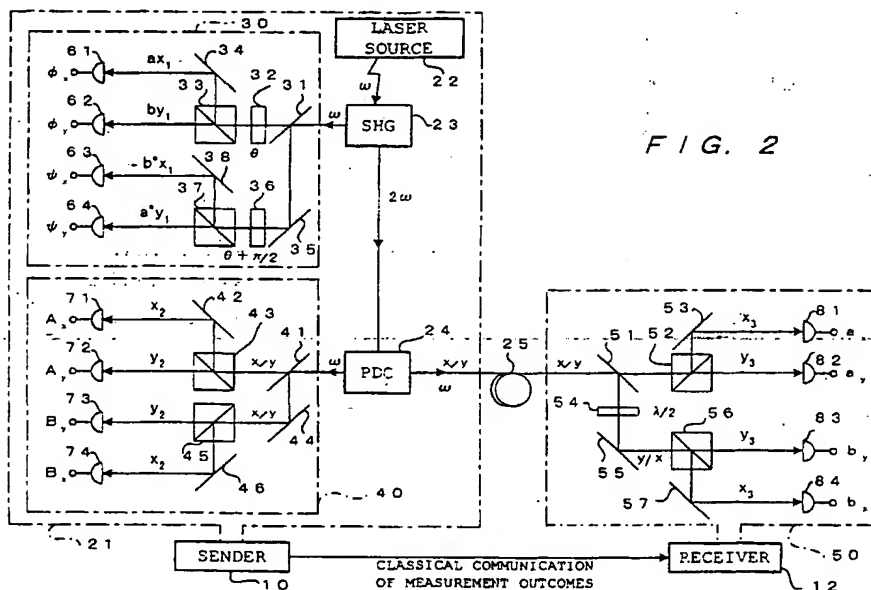 FIG. 2
LASER SOURCE
22
ω
SHG
23
ω
2ω
PDC
24
ω
x/y
ω
25
x/y
30
61
φx
ax₁
34
62
φy
by₁
33
32
31
θ
63
ψx
-b*x₁
38
64
ψy
a*y₁
37
36
35
θ + π/2
71
Ax
x₂
42
43
72
Ay
y₂
x/y
41
73
By
y₂
x/y
44
74
Bx
x₂
45
46
40
21
51
52
53
x₃
81
ax
y₃
82
ay
54
λ/2
56
83
y₃
by
55
y/x
57
x₃
84
bx
50
SENDER
10
CLASSICAL COMMUNICATION
OF MEASUREMENT OUTCOMES
RECEIVER
12